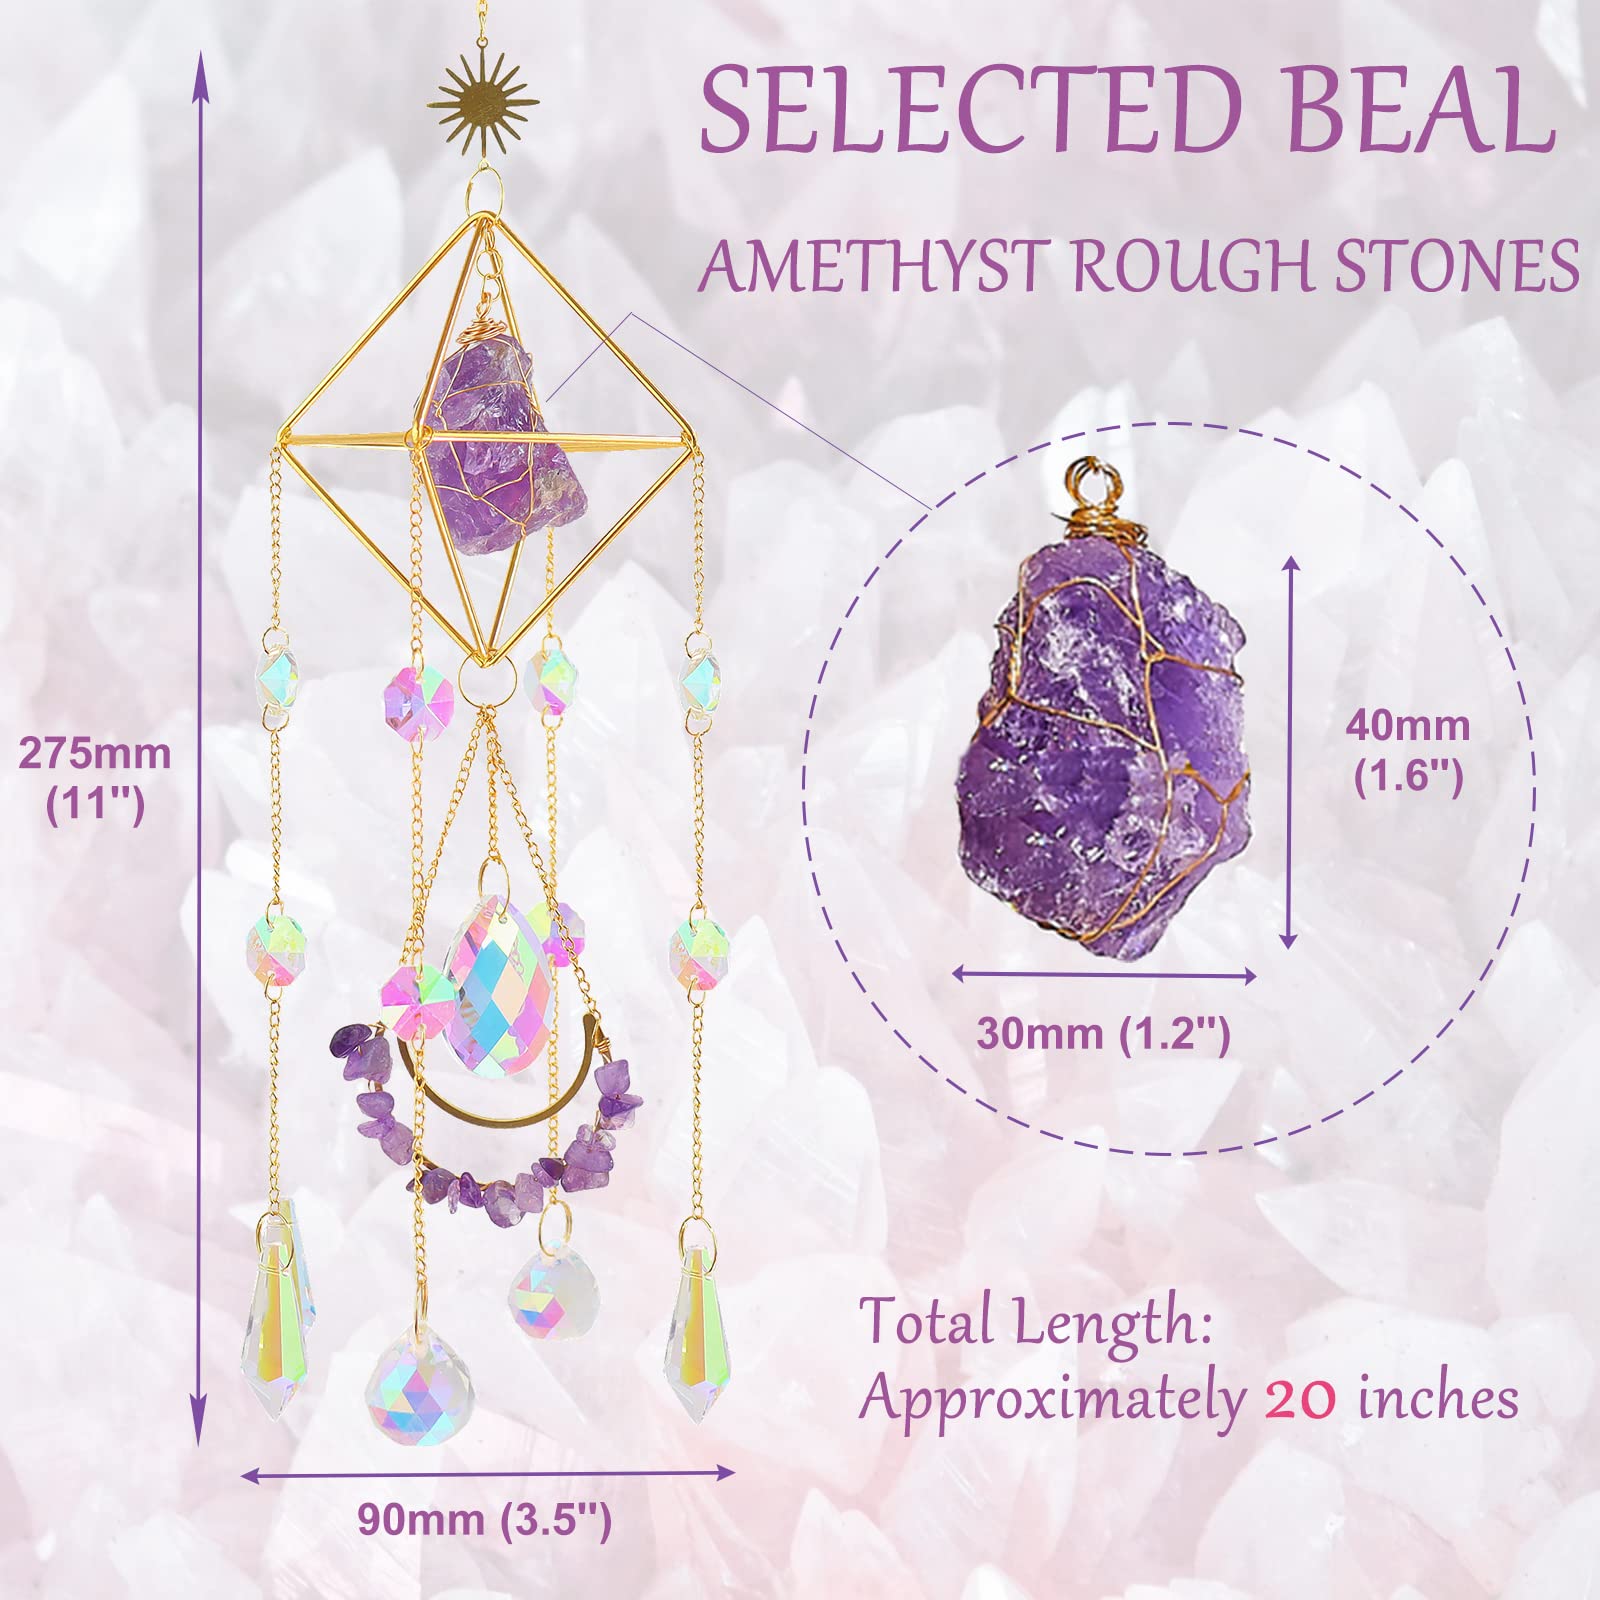 SELECTED BEAL
AMETHYST ROUGH STONES
275mm
(11")
40mm
(1.6")
30mm (1.2")
Total Length:
Approximately 20 inches
90mm (3.5")